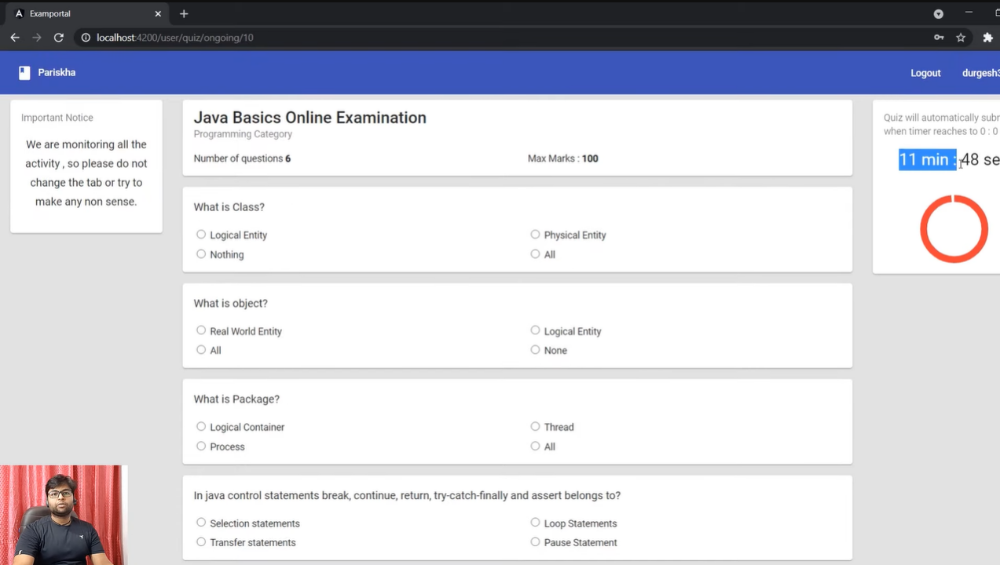 Examportal
localhost:4200/user/quiz/ongoing/10
Pariskha
Logout
Important Notice
We are monitoring all the
activity , so please do not
change the tab or try to
make any non sense.
Java Basics Online Examination
Programming Category
Number of questions 6
Max Marks : 100
What is Class?
Logical Entity
Physical Entity
Nothing
All
What is object?
Real World Entity
Logical Entity
All
None
What is Package?
Logical Container
Thread
Process
All
In java control statements break, continue, return, try-catch-finally and assert belongs to?
Selection statements
Loop Statements
Transfer statements
Pause Statement
Quiz will automatically
when timer reaches to 0 : 0
11 min : 48